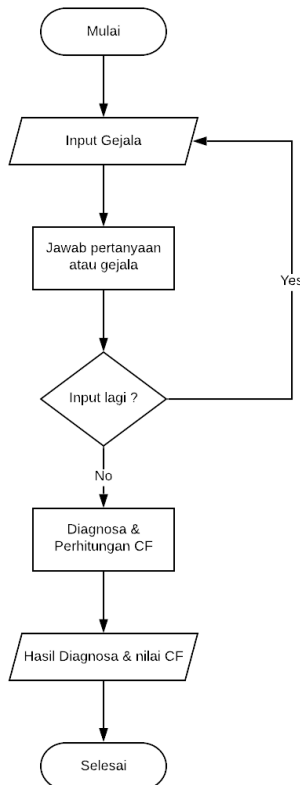 Mulai
Input Gejala
Jawab pertanyaan
atau gejala
Yes
Input lagi ?
No
Diagnosa &
Perhitungan CF
Hasil Diagnosa & nilai CF
Selesai